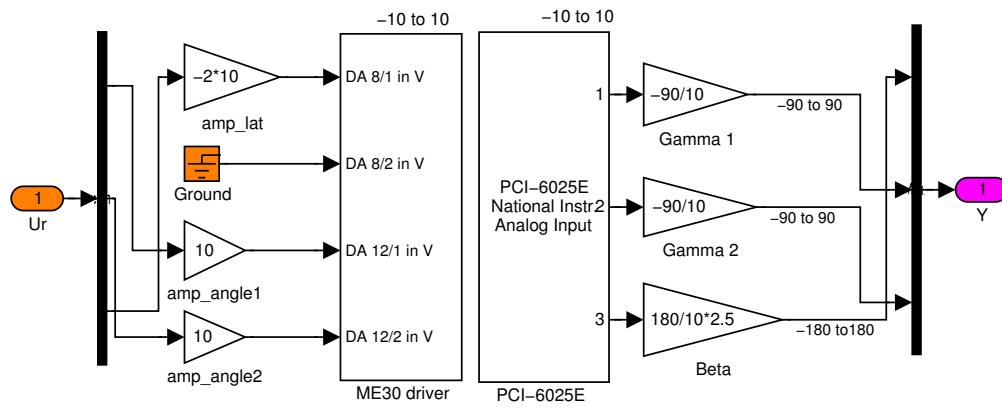 −10 to 10
−10 to 10
−2*10
DA 8/1 in V
amp_lat
1
−90/10
−90 to 90
Gamma 1
DA 8/2 in V
Ground
1
Ur
PCI−6025E
National Instr.
Analog Input
2
−90/10
−90 to 90
Gamma 2
1
Y
10
DA 12/1 in V
amp_angle1
10
DA 12/2 in V
amp_angle2
3
180/10*2.5
−180 to180
Beta
ME30 driver
PCI−6025E